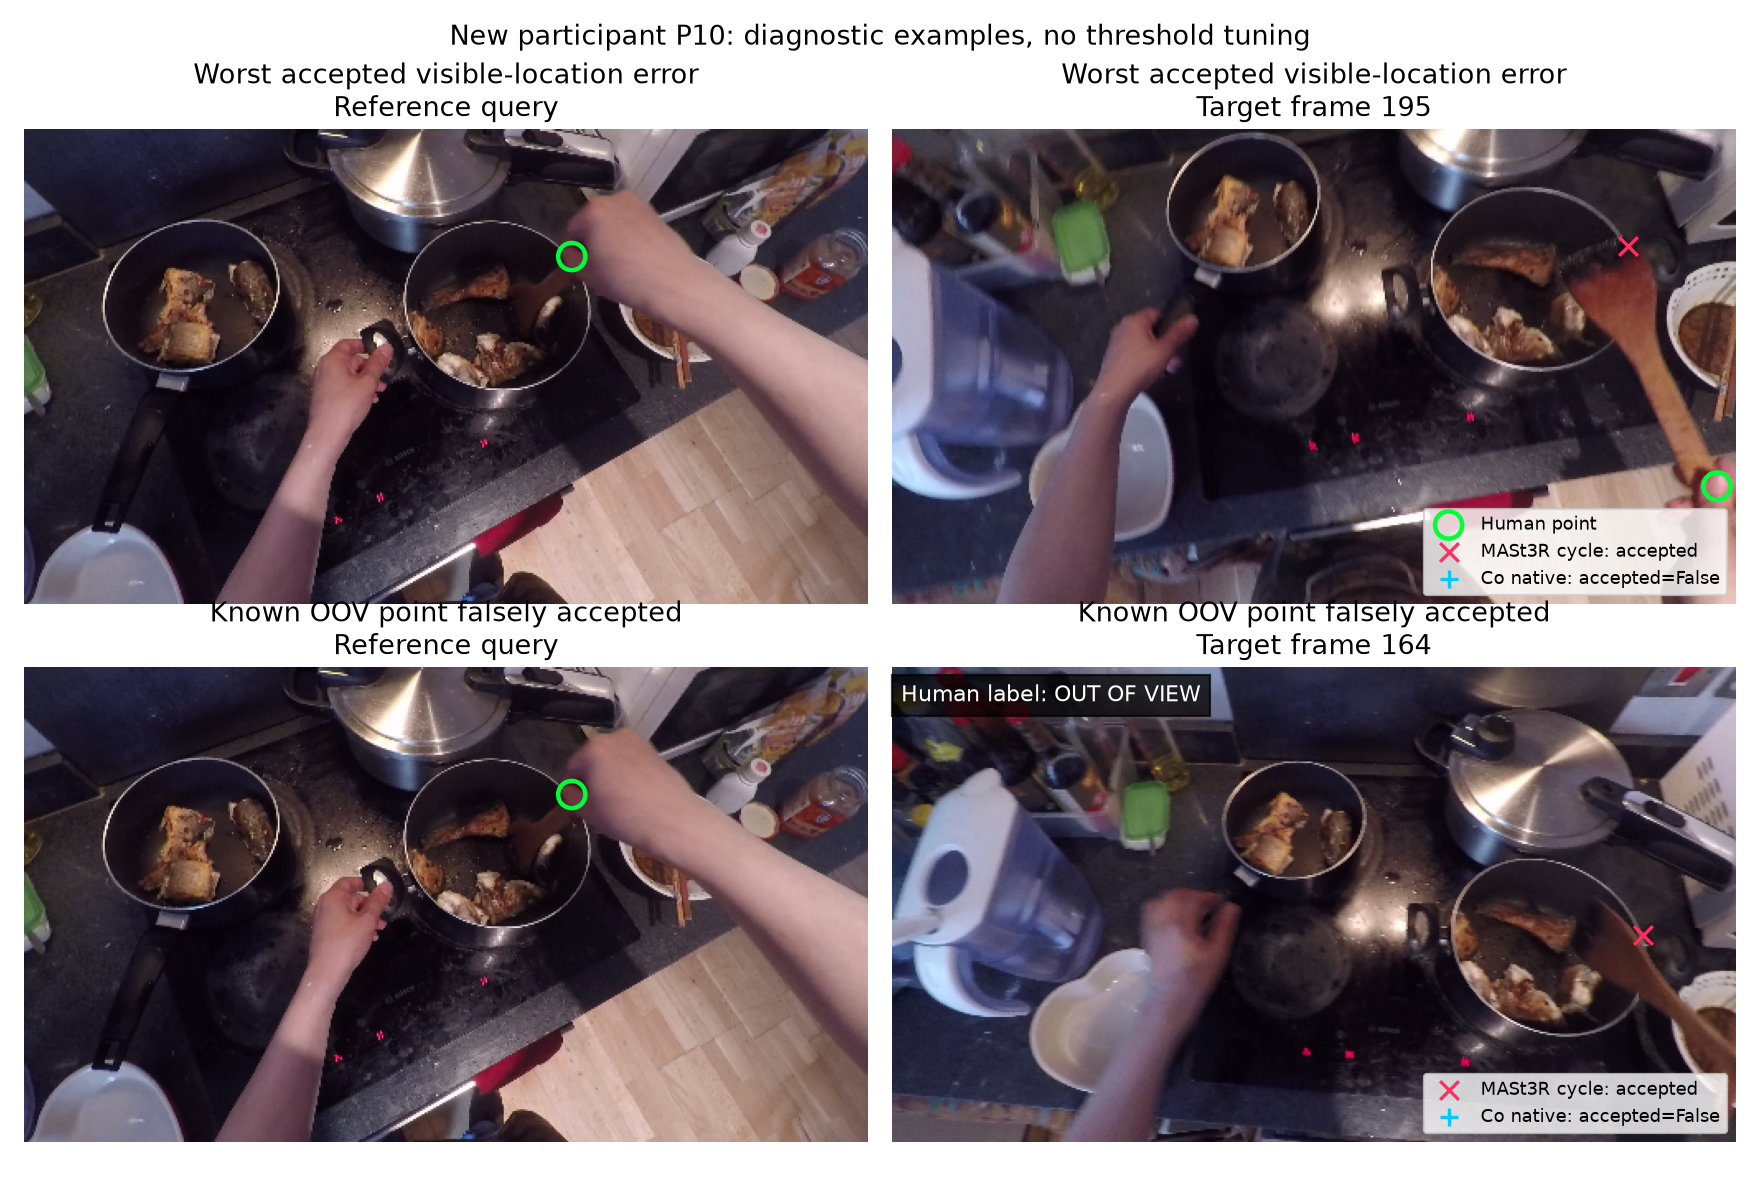 New participant P10: diagnostic examples, no threshold tuning
Worst accepted visible-location error
Reference query
Worst accepted visible-location error
Target frame 195
Human point
MASt3R cycle: accepted
Co native: accepted=False
Known OOV point falsely accepted
Reference query
Known OOV point falsely accepted
Target frame 164
Human label: OUT OF VIEW
MASt3R cycle: accepted
Co native: accepted=False